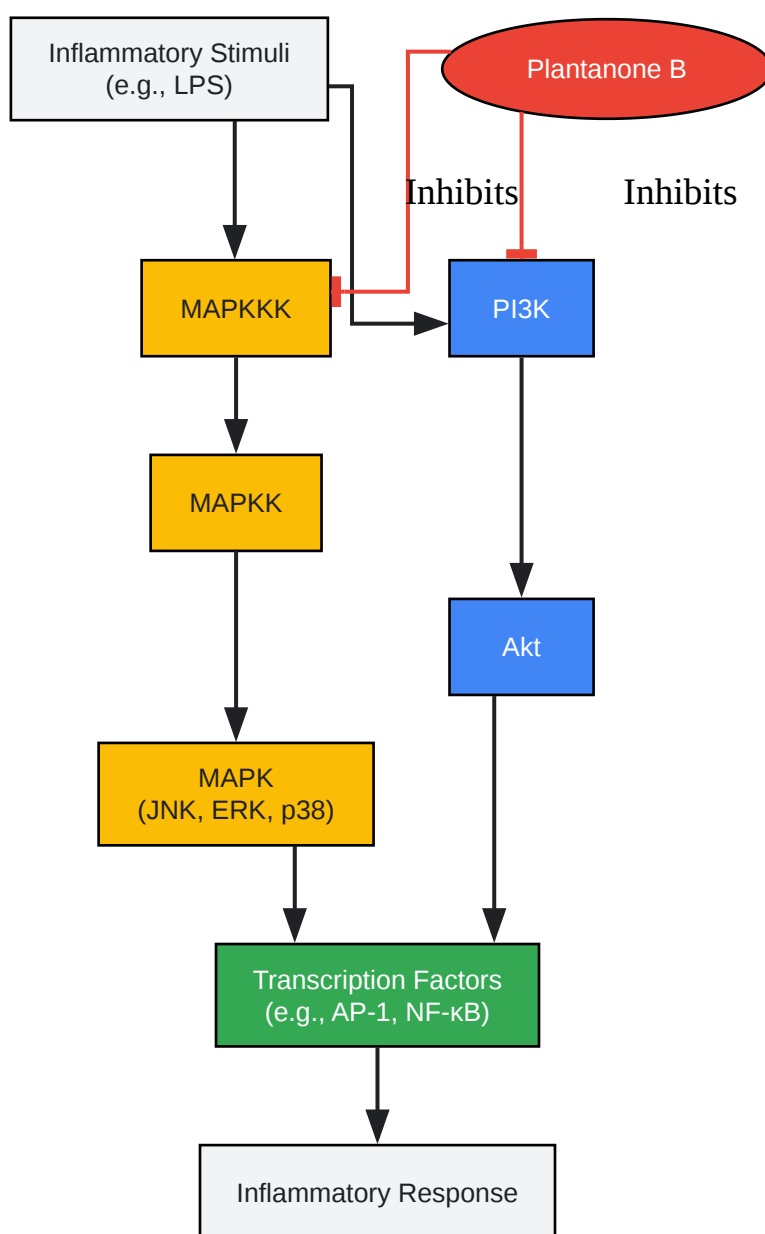 Inflammatory Stimuli
(e.g., LPS)
Plantanone B
Inhibits
Inhibits
MAPKKK
PI3K
MAPKK
Akt
MAPK
(JNK, ERK, p38)
Transcription Factors
(e.g., AP-1, NF-κB)
Inflammatory Response